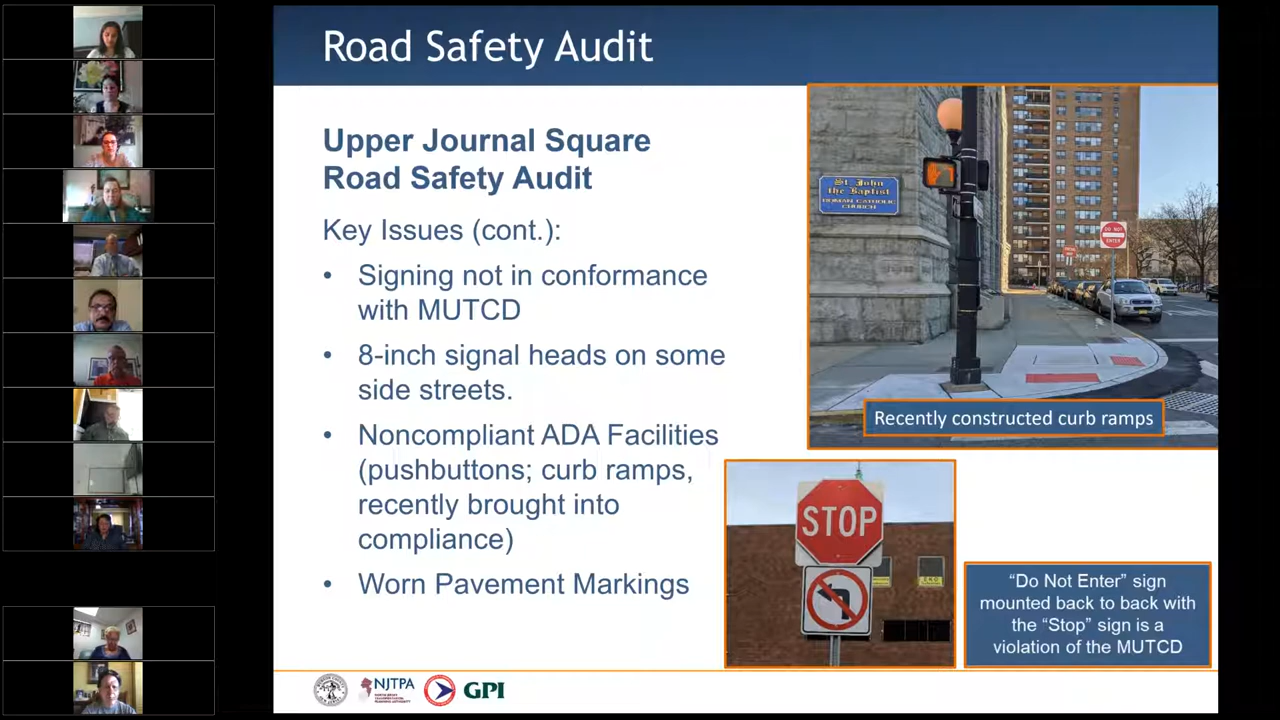 Road Safety Audit
Upper Journal Square
Road Safety Audit
Key Issues (cont.):
• Signing not in conformance
with MUTCD
• 8-inch signal heads on some
side streets.
• Noncompliant ADA Facilities
(pushbuttons; curb ramps,
recently brought into
compliance)
• Worn Pavement Markings
St. John
the Baptist
ROMAN CATHOLIC
CHURCH
DO NOT
ENTER
Recently constructed curb ramps
STOP
“Do Not Enter” sign
mounted back to back with
the “Stop” sign is a
violation of the MUTCD
NJTPA
GPI